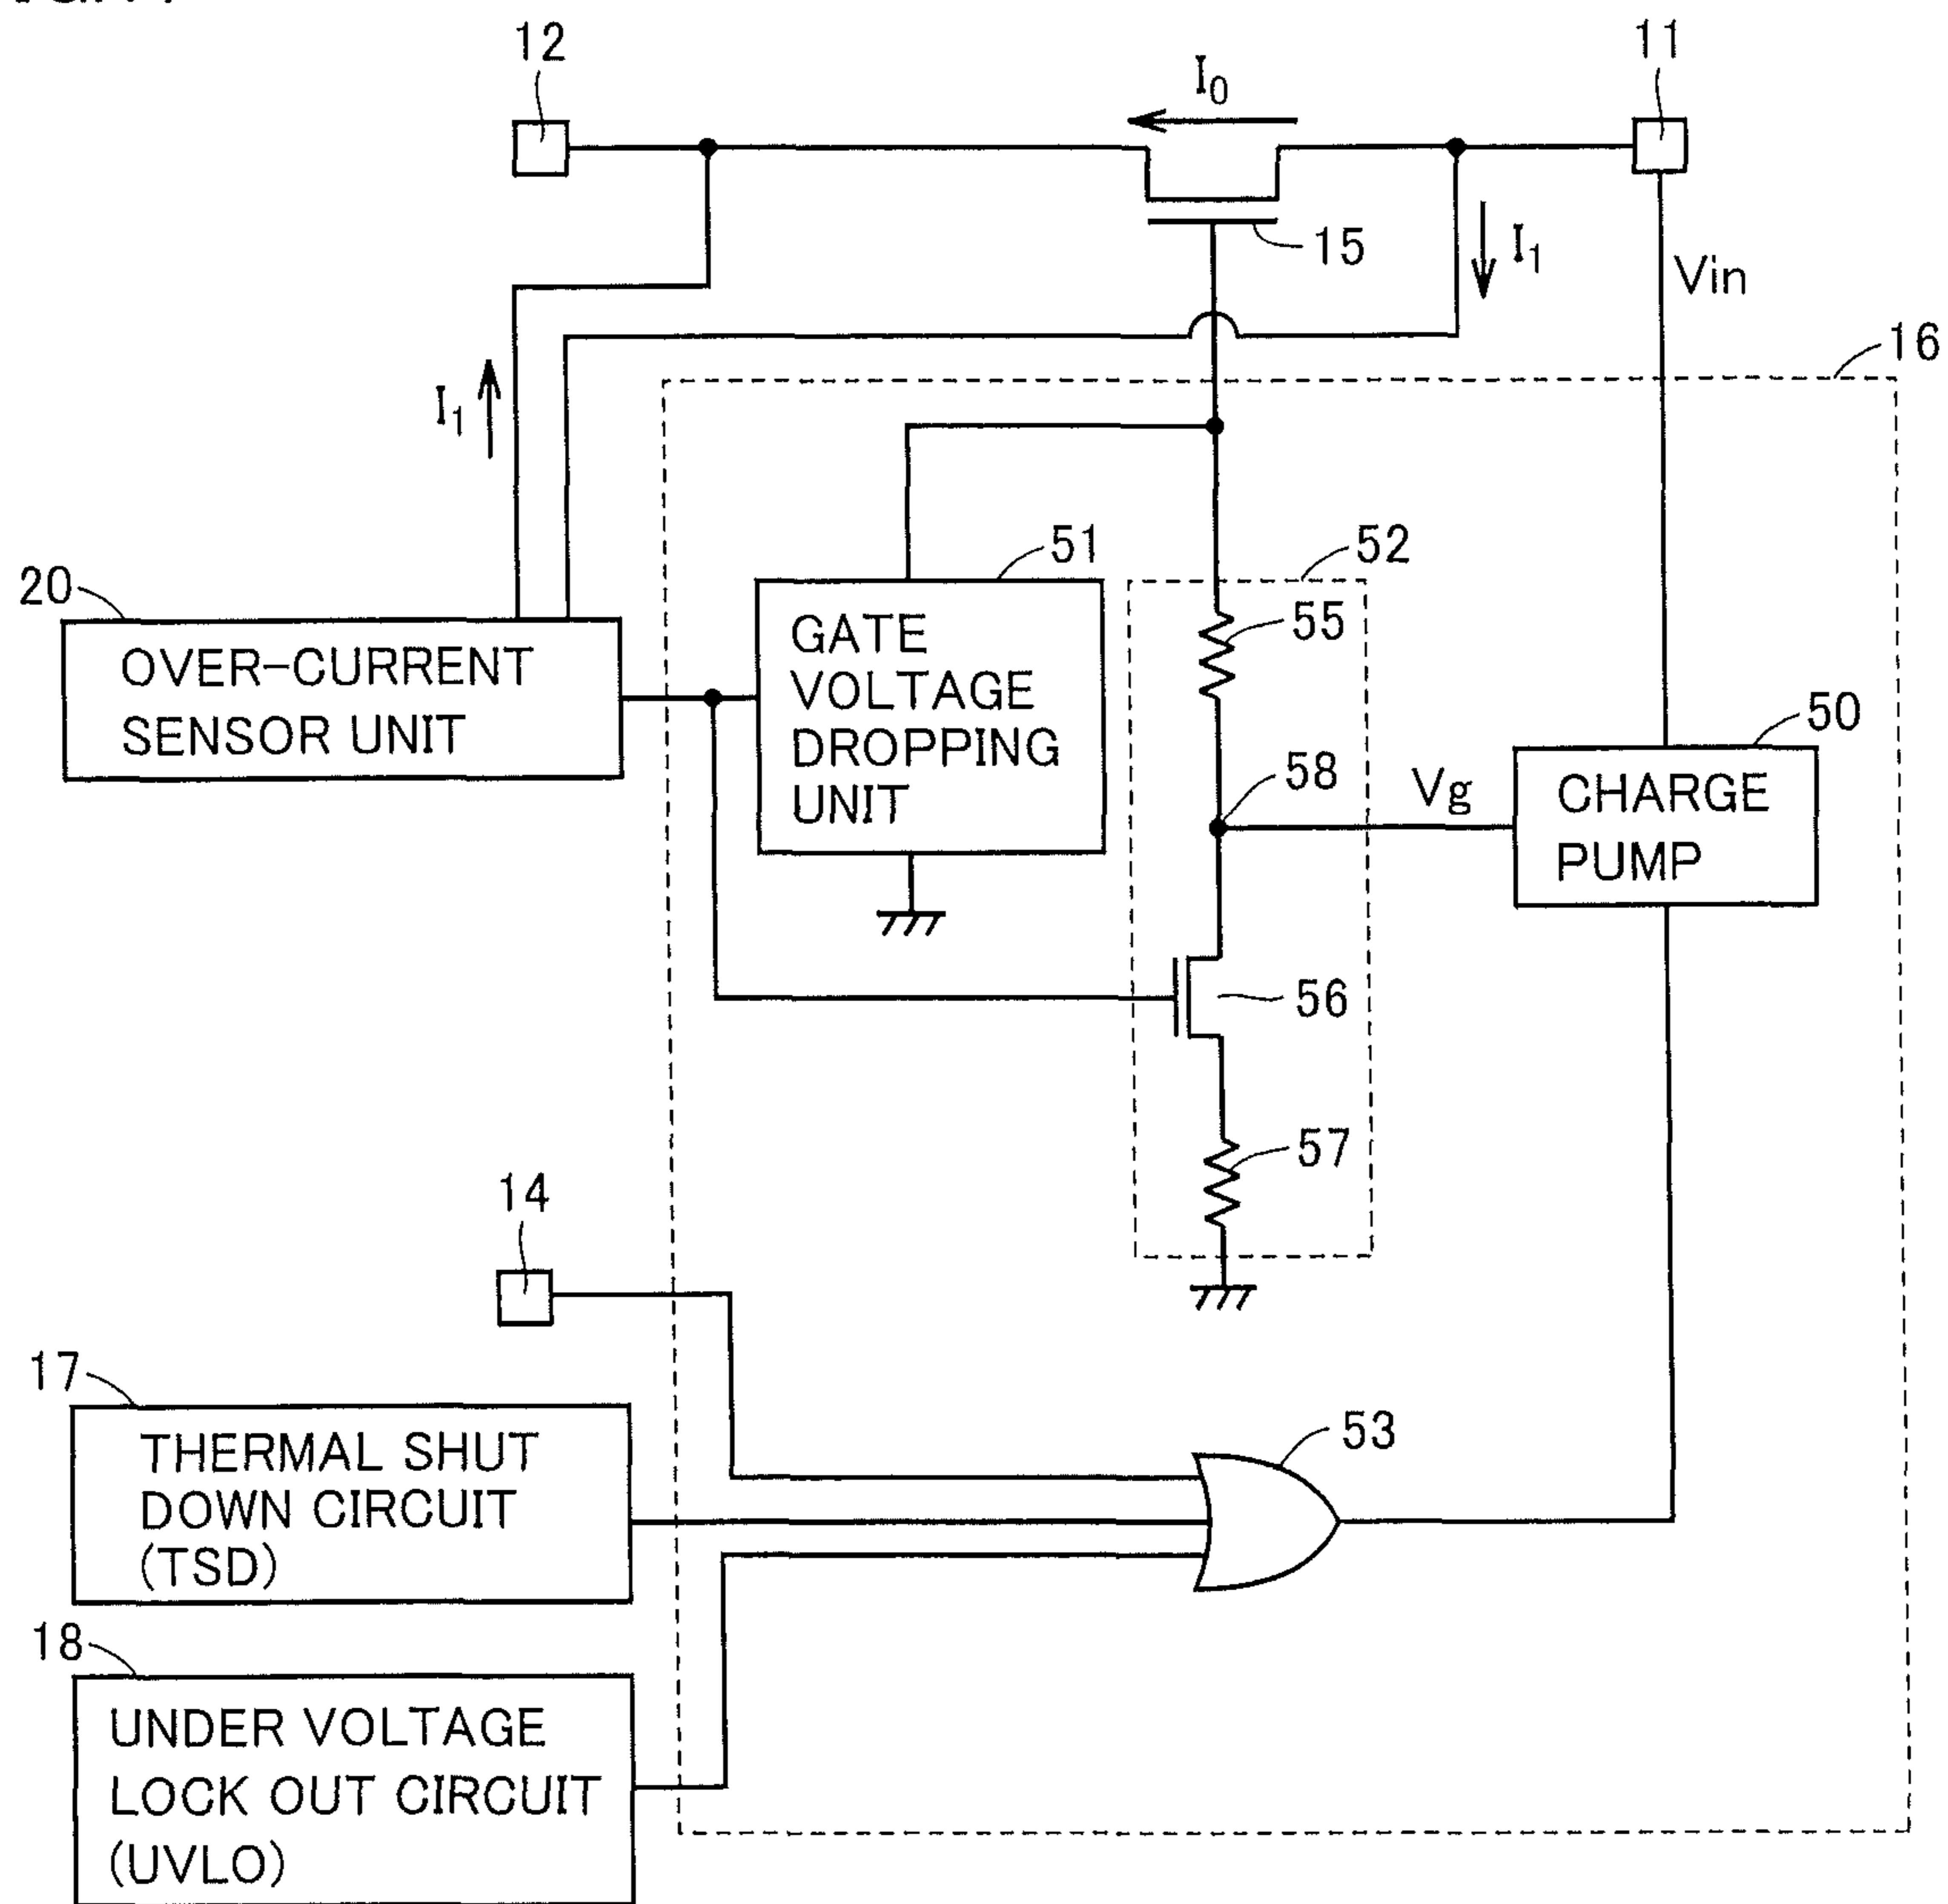 12
11
I0
15
I1
Vin
16
I1
51
52
20
55
OVER-CURRENT
SENSOR UNIT
GATE
VOLTAGE
DROPPING
UNIT
50
58
Vg
CHARGE
PUMP
56
57
14
17
53
THERMAL SHUT
DOWN CIRCUIT
(TSD)
18
UNDER VOLTAGE
LOCK OUT CIRCUIT
(UVLO)